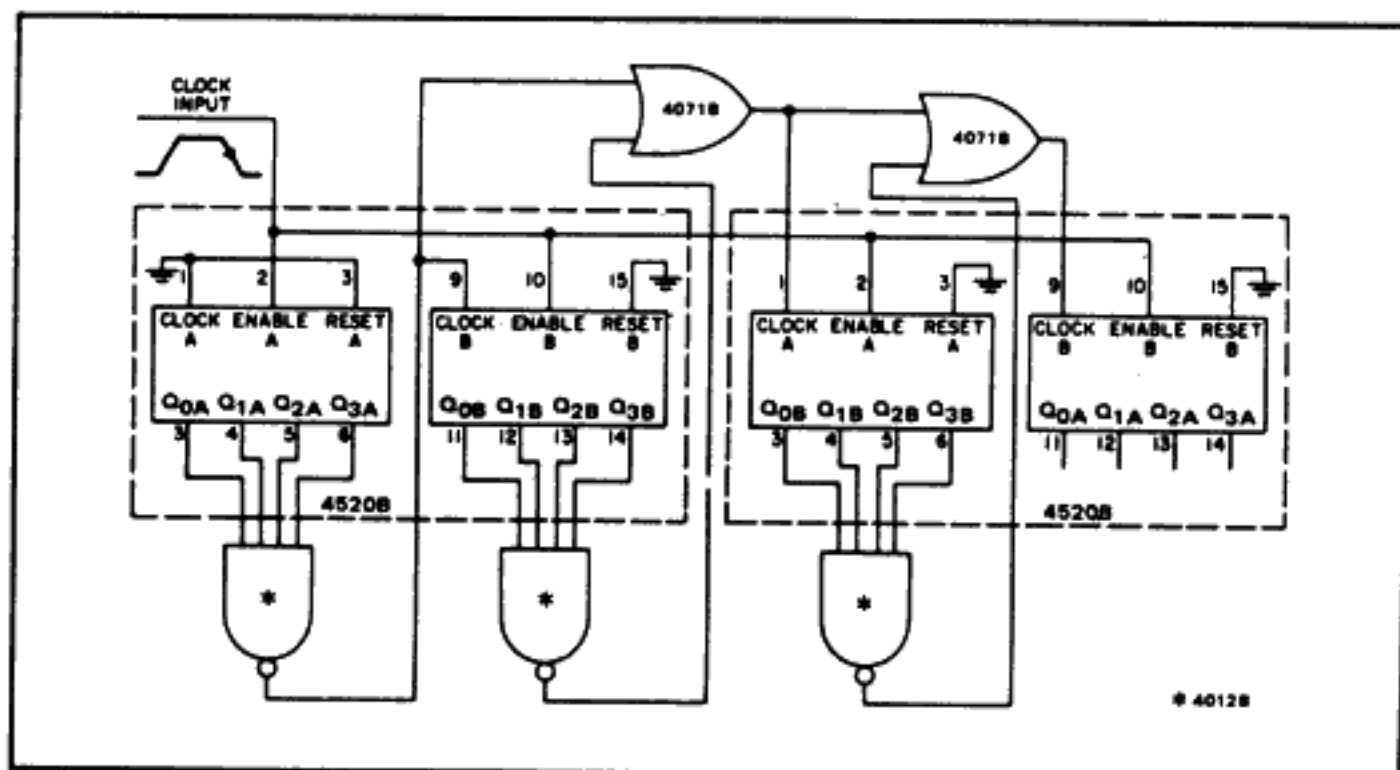 CLOCK
INPUT
4071B
4071B
1 2 3
9 10 15
1 2 3
9 10 15
CLOCK ENABLE RESET
A A A
CLOCK ENABLE RESET
B B B
CLOCK ENABLE RESET
A A A
CLOCK ENABLE RESET
B B B
Q0A Q1A Q2A Q3A
Q0B Q1B Q2B Q3B
Q0B Q1B Q2B Q3B
Q0A Q1A Q2A Q3A
3 4 5 6
11 12 13 14
3 4 5 6
11 12 13 14
4520B
4520B
*
*
*
* 4012B